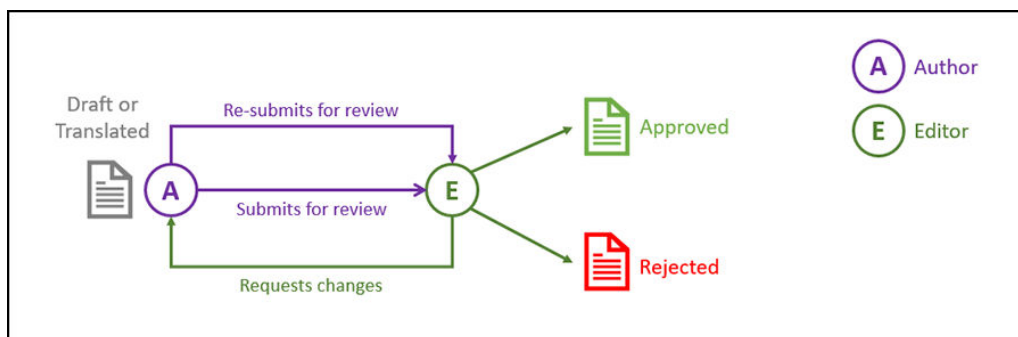 Draft or
Translated
A
Re-submits for review
Submits for review
Requests changes
E
Approved
Rejected
A Author
E Editor